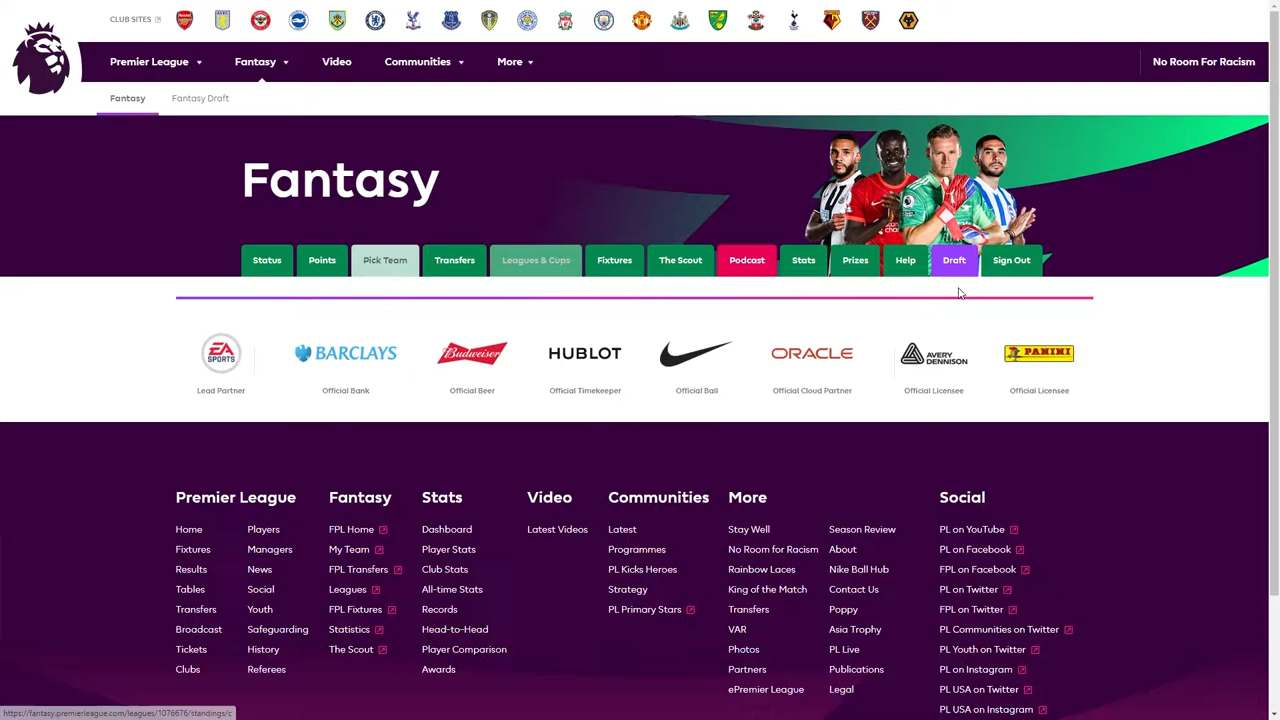 CLUB SITES
Premier League
Fantasy
Video
Communities
More
No Room For Racism
Fantasy
Fantasy Draft
Fantasy
Status
Points
Pick Team
Transfers
Leagues & Cups
Fixtures
The Scout
Podcast
Stats
Prizes
Help
Draft
Sign Out
EA SPORTS
BARCLAYS
Budweiser
HUBLOT
ORACLE
AVERY DENNISON
PANINI
Lead Partner
Official Bank
Official Beer
Official Timekeeper
Official Ball
Official Cloud Partner
Official Licensee
Official Licensee
Premier League
Home
Fixtures
Results
Tables
Transfers
Broadcast
Tickets
Clubs
Players
Managers
News
Social
Youth
Safeguarding
History
Referees
Fantasy
FPL Home
My Team
FPL Transfers
Leagues
FPL Fixtures
Statistics
The Scout
Stats
Dashboard
Player Stats
Club Stats
All-time Stats
Records
Head-to-Head
Player Comparison
Awards
Video
Latest Videos
Communities
Latest
Programmes
PL Kicks Heroes
Strategy
PL Primary Stars
More
Stay Well
No Room for Racism
Rainbow Laces
King of the Match
Transfers
VAR
Photos
Partners
ePremier League
Season Review
About
Nike Ball Hub
Contact Us
Poppy
Asia Trophy
PL Live
Publications
Legal
Social
PL on YouTube
PL on Facebook
FPL on Facebook
PL on Twitter
FPL on Twitter
PL Communities on Twitter
PL Youth on Twitter
PL on Instagram
PL USA on Twitter
PL USA on Instagram
https://fantasy.premierleague.com/leagues/1076676/standings/c